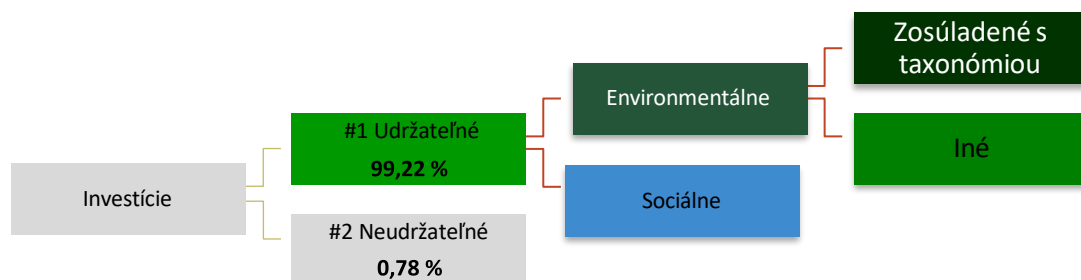 Zosúladené s
taxonómiou
Environmentálne
#1 Udržateľné
99,22 %
Iné
Investície
Sociálne
#2 Neudržateľné
0,78 %